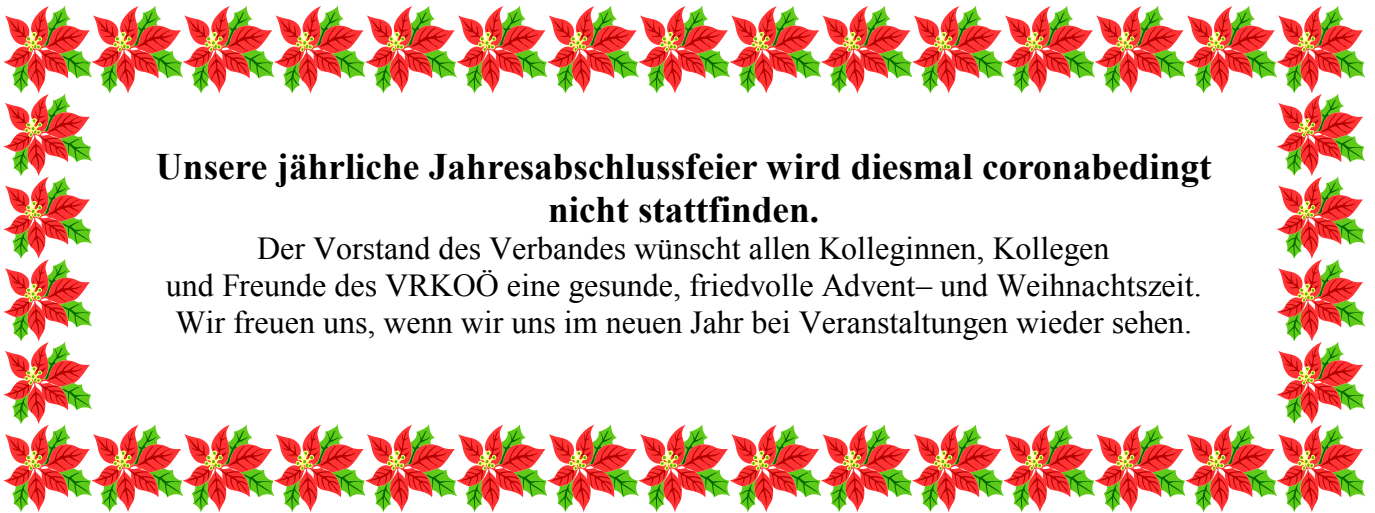 Unsere jährliche Jahresabschlussfeier wird diesmal coronabedingt
nicht stattfinden.
Der Vorstand des Verbandes wünscht allen Kolleginnen, Kollegen
und Freunde des VRKOÖ eine gesunde, friedvolle Advent– und Weihnachtszeit.
Wir freuen uns, wenn wir uns im neuen Jahr bei Veranstaltungen wieder sehen.